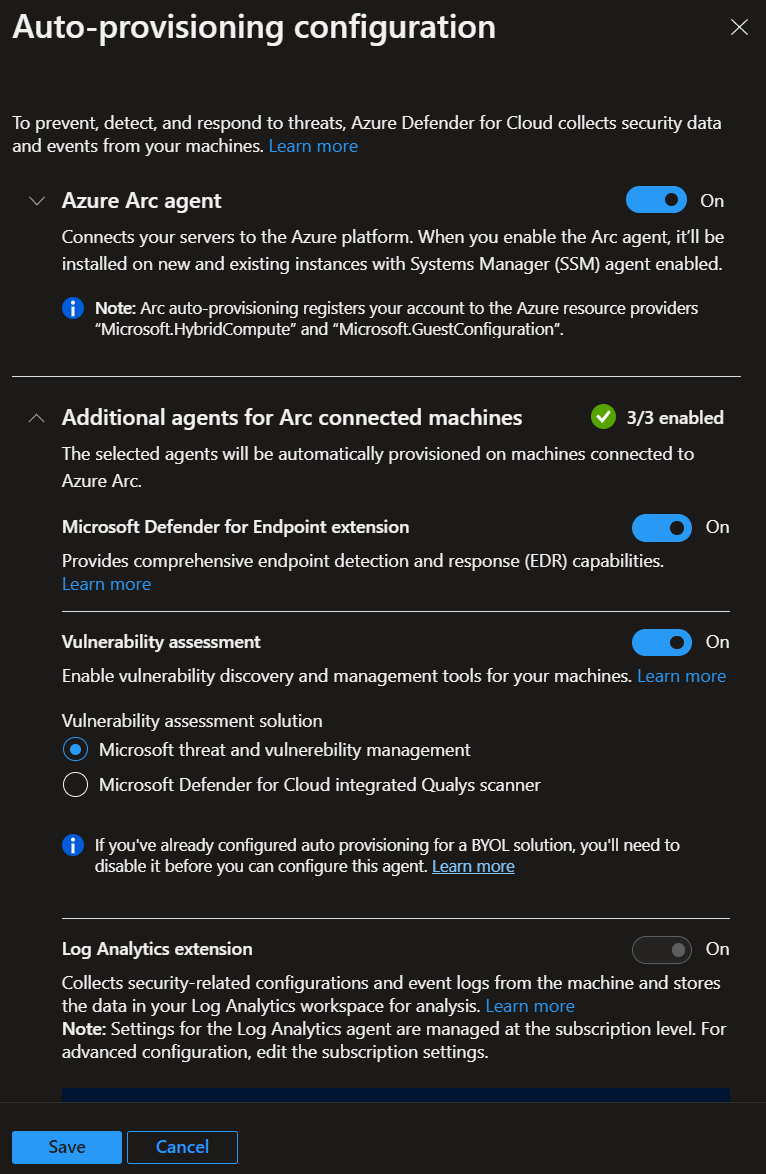 Auto-provisioning configuration
To prevent, detect, and respond to threats, Azure Defender for Cloud collects security data
and events from your machines. Learn more
Azure Arc agent
On
Connects your servers to the Azure platform. When you enable the Arc agent, it’ll be
installed on new and existing instances with Systems Manager (SSM) agent enabled.
Note: Arc auto-provisioning registers your account to the Azure resource providers
“Microsoft.HybridCompute” and “Microsoft.GuestConfiguration”.
Additional agents for Arc connected machines
3/3 enabled
The selected agents will be automatically provisioned on machines connected to
Azure Arc.
Microsoft Defender for Endpoint extension
On
Provides comprehensive endpoint detection and response (EDR) capabilities.
Learn more
Vulnerability assessment
On
Enable vulnerability discovery and management tools for your machines. Learn more
Vulnerability assessment solution
Microsoft threat and vulnerebility management
Microsoft Defender for Cloud integrated Qualys scanner
If you've already configured auto provisioning for a BYOL solution, you'll need to
disable it before you can configure this agent. Learn more
Log Analytics extension
On
Collects security-related configurations and event logs from the machine and stores
the data in your Log Analytics workspace for analysis. Learn more
Note: Settings for the Log Analytics agent are managed at the subscription level. For
advanced configuration, edit the subscription settings.
Save
Cancel